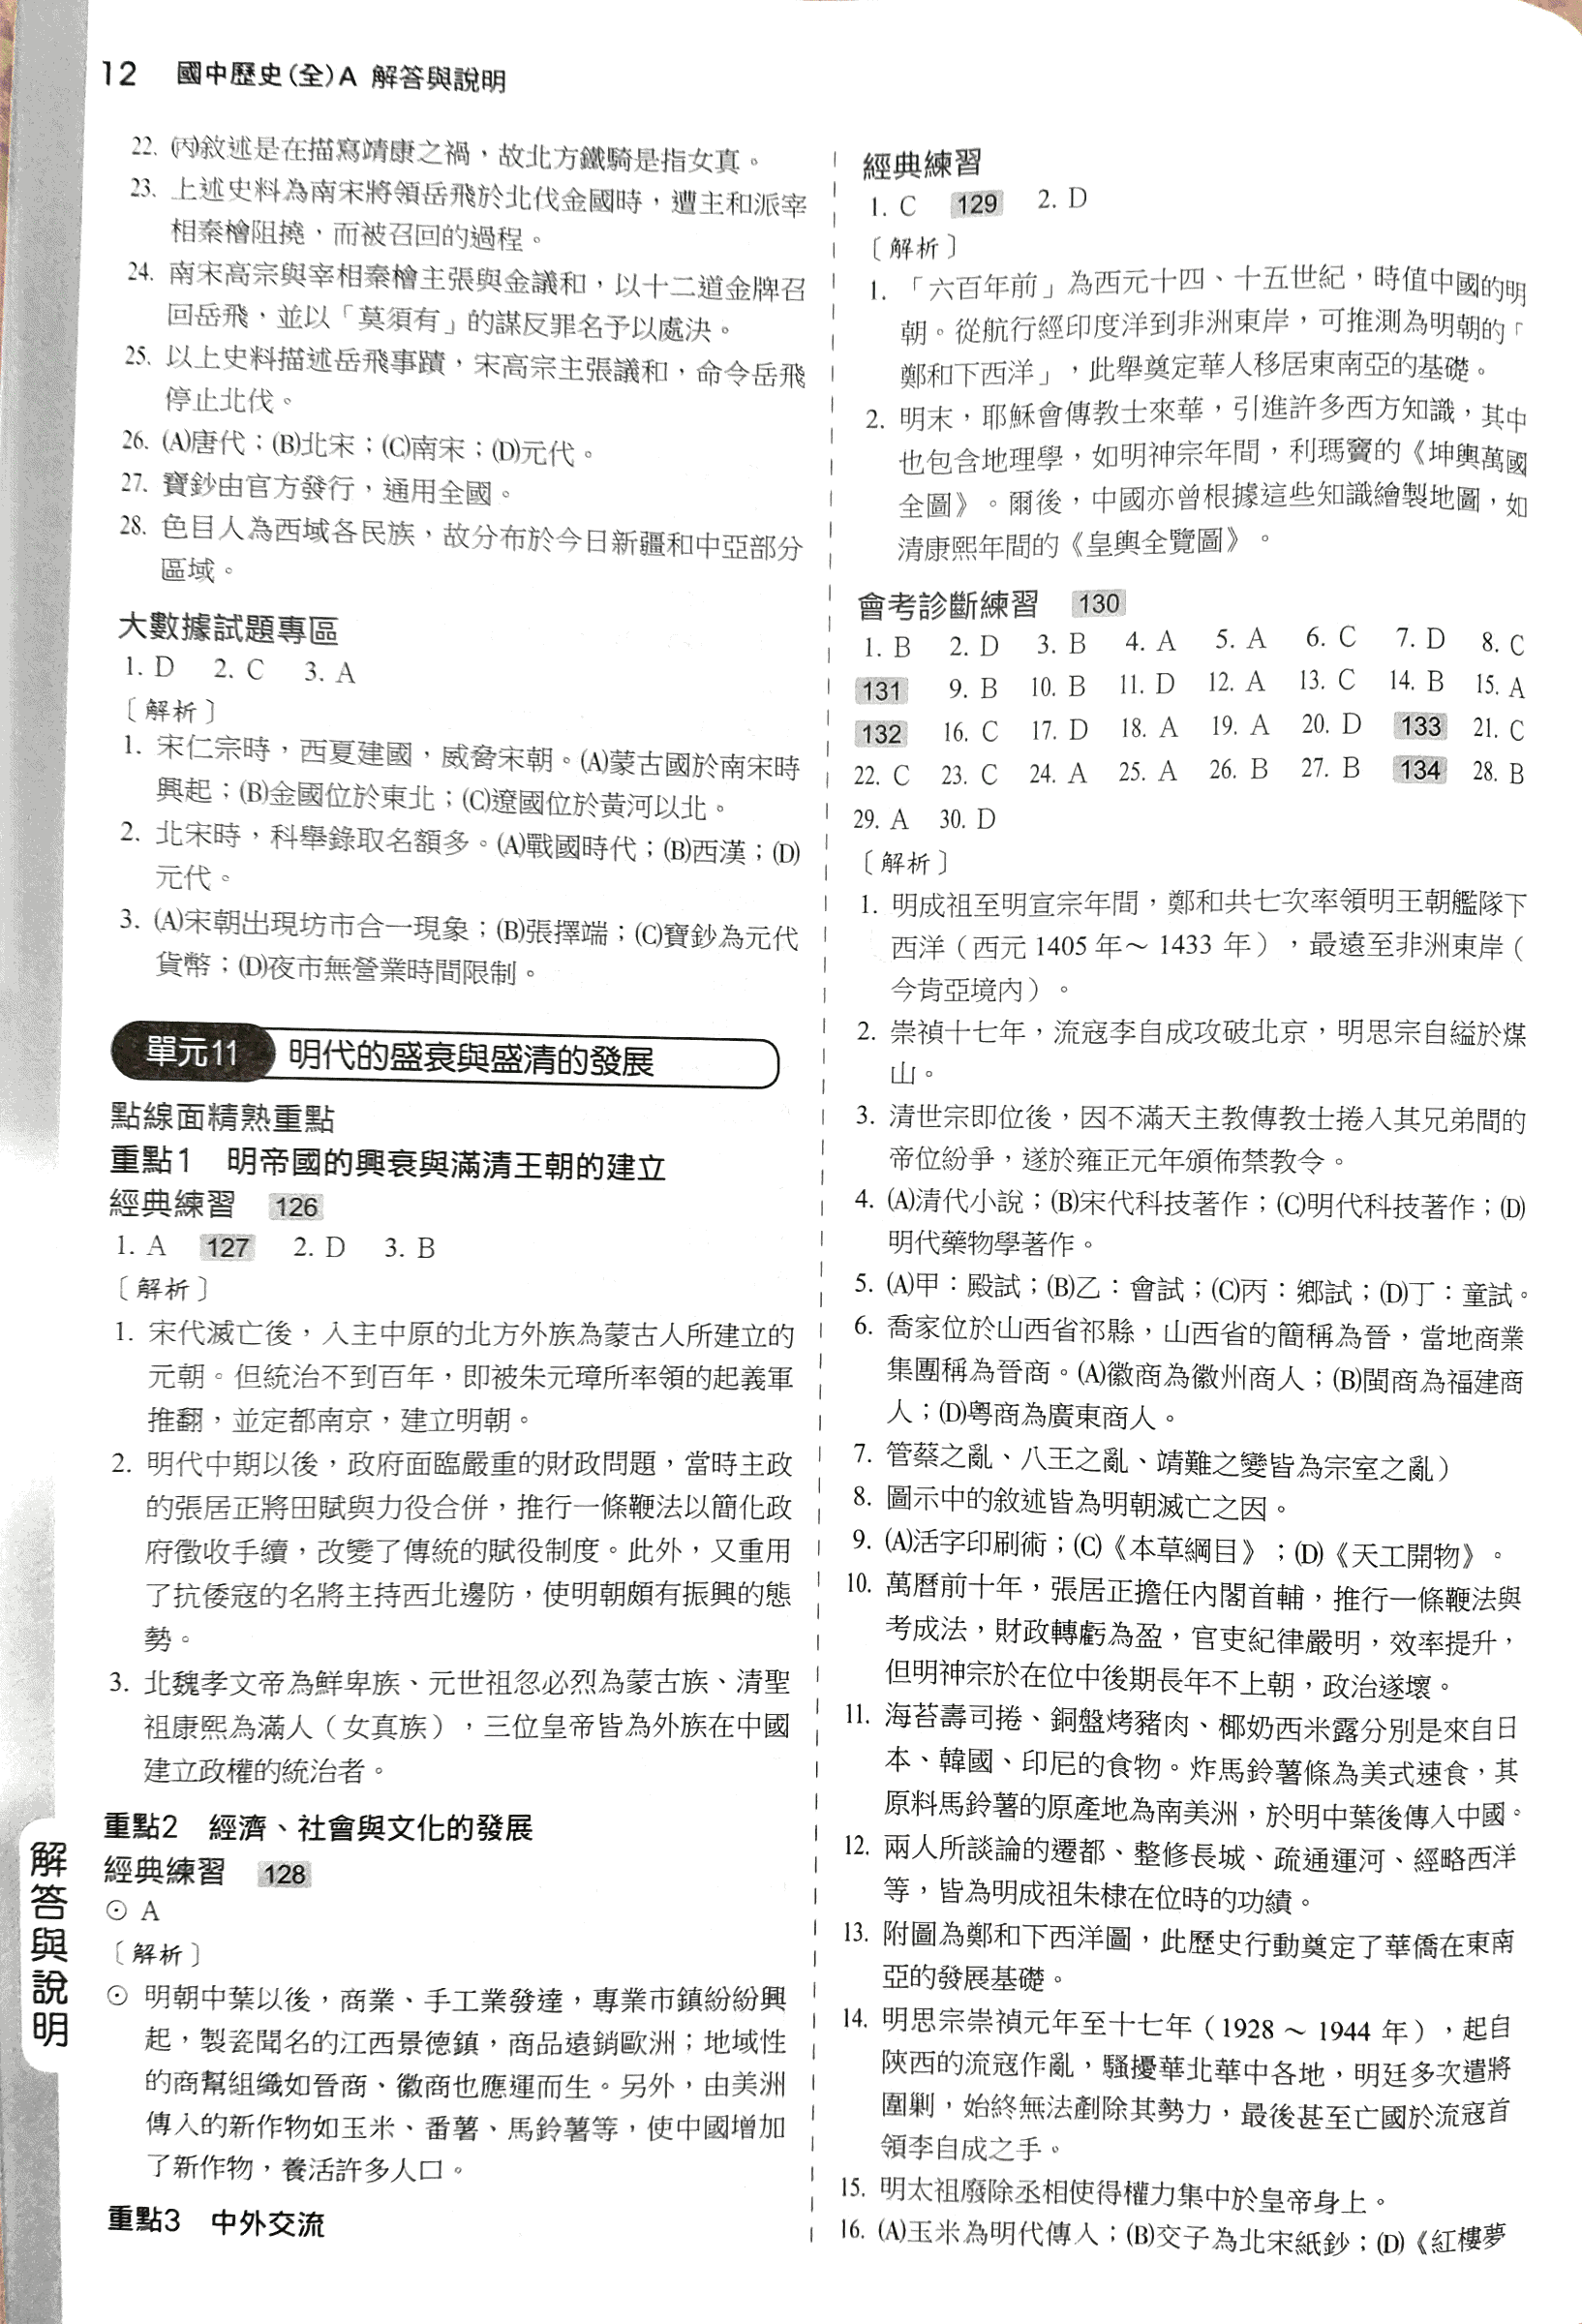 12 國中歷史(全)A 解答與說明
22. (丙)敘述是在描寫靖康之禍，故北方鐵騎是指女真。
23. 上述史料為南宋將領岳飛於北伐金國時，遭主和派宰
相秦檜阻撓，而被召回的過程。
24. 南宋高宗與宰相秦檜主張與金議和，以十二道金牌召
回岳飛，並以「莫須有」的謀反罪名予以處決。
25. 以上史料描述岳飛事蹟，宋高宗主張議和，命令岳飛
停止北伐。
26. (A)唐代；(B)北宋；(C)南宋；(D)元代。
27. 寶鈔由官方發行，通用全國。
28. 色目人為西域各民族，故分布於今日新疆和中亞部分
區域。
大數據試題專區
1. D 2. C 3. A
〔解析〕
1. 宋仁宗時，西夏建國，威脅宋朝。(A)蒙古國於南宋時
興起；(B)金國位於東北；(C)遼國位於黃河以北。
2. 北宋時，科舉錄取名額多。(A)戰國時代；(B)西漢；(D)
元代。
3. (A)宋朝出現坊市合一現象；(B)張擇端；(C)寶鈔為元代
貨幣；(D)夜市無營業時間限制。
單元11 明代的盛衰與盛清的發展
點線面精熟重點
重點1 明帝國的興衰與滿清王朝的建立
經典練習 126
1. A 127 2. D 3. B
〔解析〕
1. 宋代滅亡後，入主中原的北方外族為蒙古人所建立的
元朝。但統治不到百年，即被朱元璋所率領的起義軍
推翻，並定都南京，建立明朝。
2. 明代中期以後，政府面臨嚴重的財政問題，當時主政
的張居正將田賦與力役合併，推行一條鞭法以簡化政
府徵收手續，改變了傳統的賦役制度。此外，又重用
了抗倭寇的名將主持西北邊防，使明朝頗有振興的態
勢。
3. 北魏孝文帝為鮮卑族、元世祖忽必烈為蒙古族、清聖
祖康熙為滿人（女真族），三位皇帝皆為外族在中國
建立政權的統治者。
重點2 經濟、社會與文化的發展
經典練習 128
⊙ A
〔解析〕
⊙ 明朝中葉以後，商業、手工業發達，專業市鎮紛紛興
起，製瓷聞名的江西景德鎮，商品遠銷歐洲；地域性
的商幫組織如晉商、徽商也應運而生。另外，由美洲
傳入的新作物如玉米、番薯、馬鈴薯等，使中國增加
了新作物，養活許多人口。
重點3 中外交流
經典練習
1. C 129 2. D
〔解析〕
1. 「六百年前」為西元十四、十五世紀，時值中國的明
朝。從航行經印度洋到非洲東岸，可推測為明朝的「
鄭和下西洋」，此舉奠定華人移居東南亞的基礎。
2. 明末，耶穌會傳教士來華，引進許多西方知識，其中
也包含地理學，如明神宗年間，利瑪竇的《坤輿萬國
全圖》。爾後，中國亦曾根據這些知識繪製地圖，如
清康熙年間的《皇輿全覽圖》。
會考診斷練習 130
1. B 2. D 3. B 4. A 5. A 6. C 7. D 8. C
131 9. B 10. B 11. D 12. A 13. C 14. B 15. A
132 16. C 17. D 18. A 19. A 20. D 133 21. C
22. C 23. C 24. A 25. A 26. B 27. B 134 28. B
29. A 30. D
〔解析〕
1. 明成祖至明宣宗年間，鄭和共七次率領明王朝艦隊下
西洋（西元 1405 年～ 1433 年），最遠至非洲東岸（
今肯亞境內）。
2. 崇禎十七年，流寇李自成攻破北京，明思宗自縊於煤
山。
3. 清世宗即位後，因不滿天主教傳教士捲入其兄弟間的
帝位紛爭，遂於雍正元年頒佈禁教令。
4. (A)清代小說；(B)宋代科技著作；(C)明代科技著作；(D)
明代藥物學著作。
5. (A)甲：殿試；(B)乙：會試；(C)丙：鄉試；(D)丁：童試。
6. 喬家位於山西省祁縣，山西省的簡稱為晉，當地商業
集團稱為晉商。(A)徽商為徽州商人；(B)閩商為福建商
人；(D)粵商為廣東商人。
7. 管蔡之亂、八王之亂、靖難之變皆為宗室之亂）
8. 圖示中的敘述皆為明朝滅亡之因。
9. (A)活字印刷術；(C)《本草綱目》；(D)《天工開物》。
10. 萬曆前十年，張居正擔任內閣首輔，推行一條鞭法與
考成法，財政轉虧為盈，官吏紀律嚴明，效率提升，
但明神宗於在位中後期長年不上朝，政治遂壞。
11. 海苔壽司捲、銅盤烤豬肉、椰奶西米露分別是來自日
本、韓國、印尼的食物。炸馬鈴薯條為美式速食，其
原料馬鈴薯的原產地為南美洲，於明中葉後傳入中國。
12. 兩人所談論的遷都、整修長城、疏通運河、經略西洋
等，皆為明成祖朱棣在位時的功績。
13. 附圖為鄭和下西洋圖，此歷史行動奠定了華僑在東南
亞的發展基礎。
14. 明思宗崇禎元年至十七年（1928 ～ 1944 年），起自
陝西的流寇作亂，騷擾華北華中各地，明廷多次遣將
圍剿，始終無法剷除其勢力，最後甚至亡國於流寇首
領李自成之手。
15. 明太祖廢除丞相使得權力集中於皇帝身上。
16. (A)玉米為明代傳入；(B)交子為北宋紙鈔；(D)《紅樓夢
解答與說明